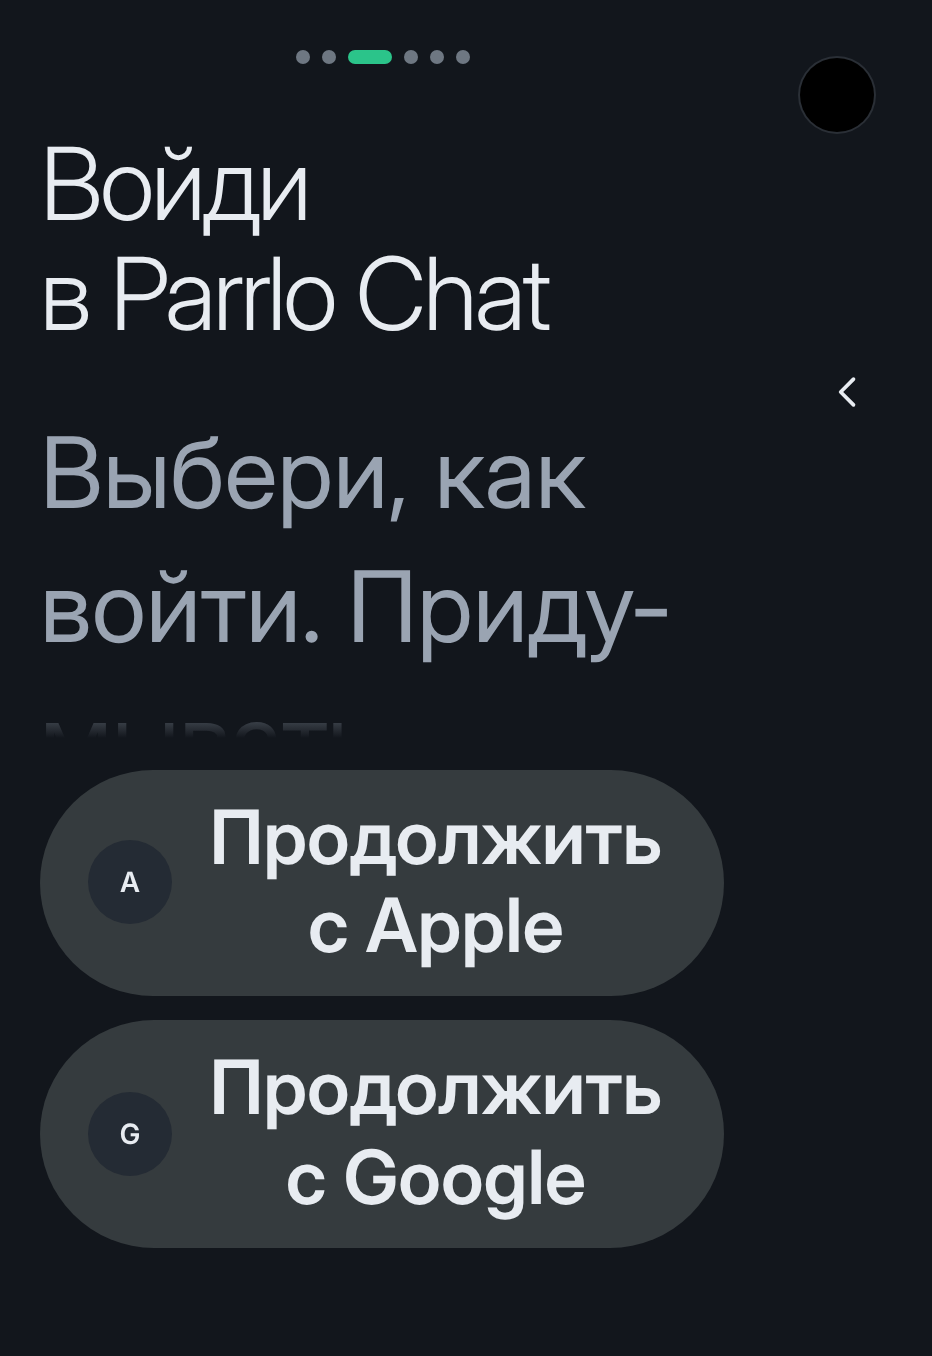 Войди
в Parrlo Chat
Выбери, как
войти. Приду-
A
Продолжить
с Apple
G
Продолжить
с Google